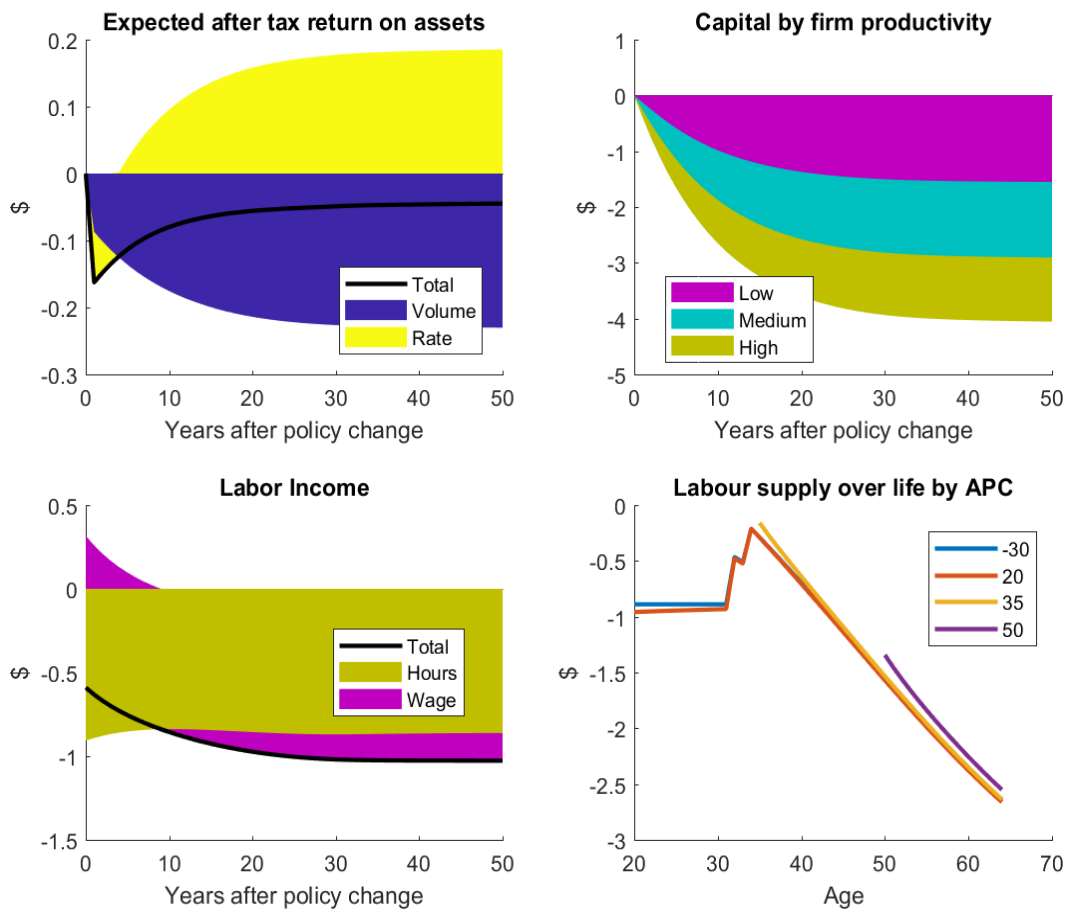 Expected after tax return on assets
0.2
0.1
0
-0.1
-0.2
-0.3
$
Total
Volume
Rate
0 10 20 30 40 50
Years after policy change
Capital by firm productivity
1
0
-1
-2
-3
-4
-5
$
Low
Medium
High
0 10 20 30 40 50
Years after policy change
Labor Income
0.5
0
-0.5
-1
-1.5
$
Total
Hours
Wage
0 10 20 30 40 50
Years after policy change
Labour supply over life by APC
0
-0.5
-1
-1.5
-2
-2.5
-3
$
-30
20
35
50
20 30 40 50 60 70
Age